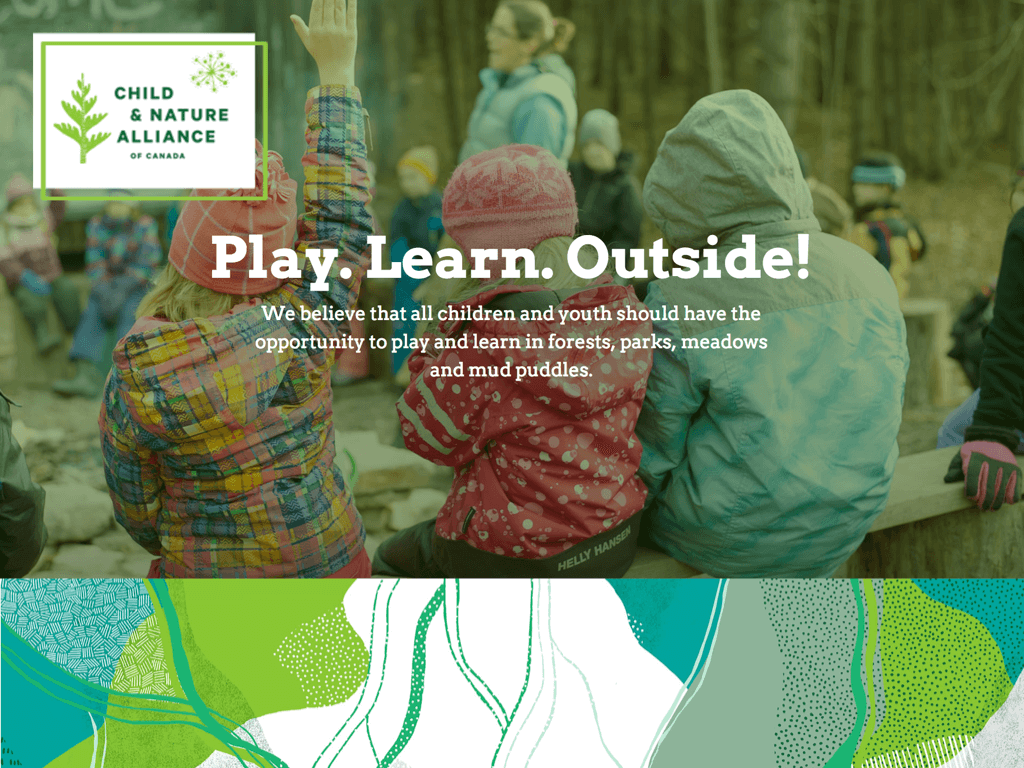 CHILD
& NATURE
ALLIANCE
OF CANADA
Play. Learn. Outside!
We believe that all children and youth should have the
opportunity to play and learn in forests, parks, meadows
and mud puddles.
HELLY HANSEN